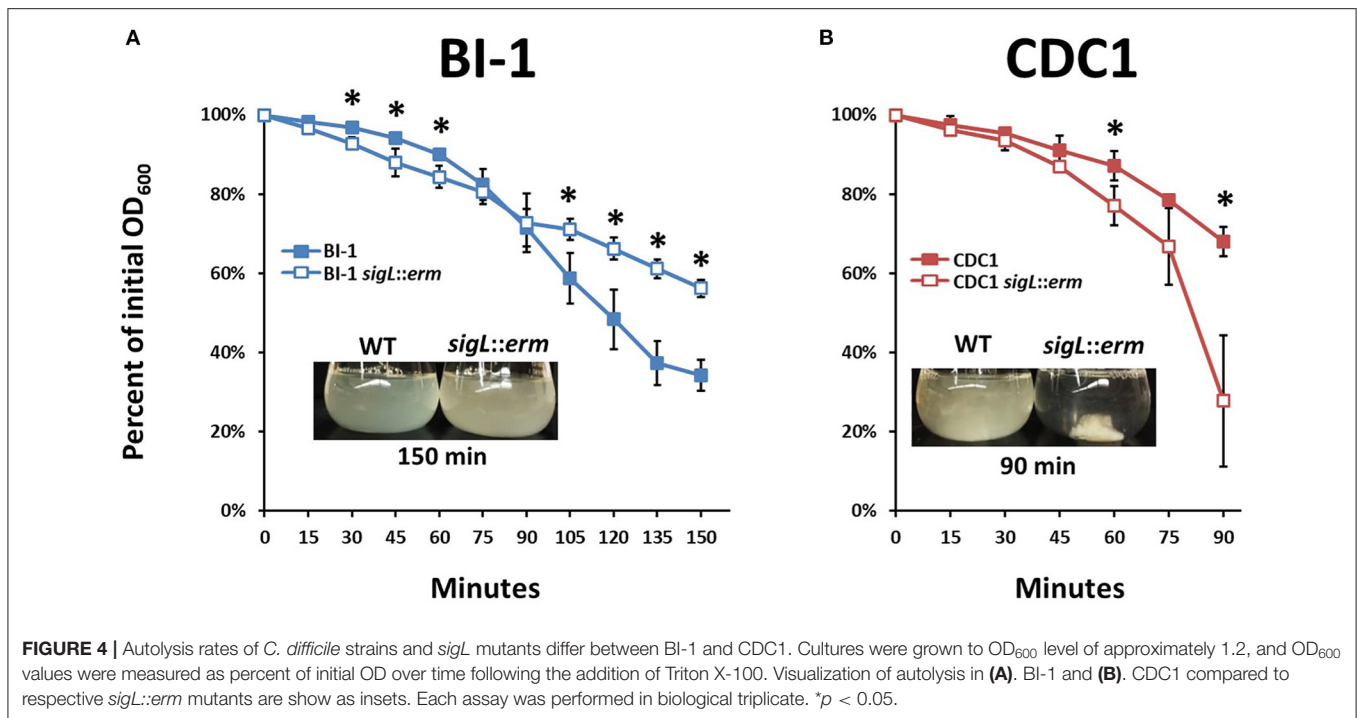 A
BI-1
Percent of initial OD600
100%
80%
60%
40%
20%
0%
* * * * * * *
BI-1
BI-1 sigL::erm
WT sigL::erm
150 min
0 15 30 45 60 75 90 105 120 135 150
Minutes
B
CDC1
100%
80%
60%
40%
20%
0%
* *
CDC1
CDC1 sigL::erm
WT sigL::erm
90 min
0 15 30 45 60 75 90
Minutes
FIGURE 4 | Autolysis rates of C. difficile strains and sigL mutants differ between BI-1 and CDC1. Cultures were grown to OD600 level of approximately 1.2, and OD600
values were measured as percent of initial OD over time following the addition of Triton X-100. Visualization of autolysis in (A). BI-1 and (B). CDC1 compared to
respective sigL::erm mutants are show as insets. Each assay was performed in biological triplicate. *p < 0.05.